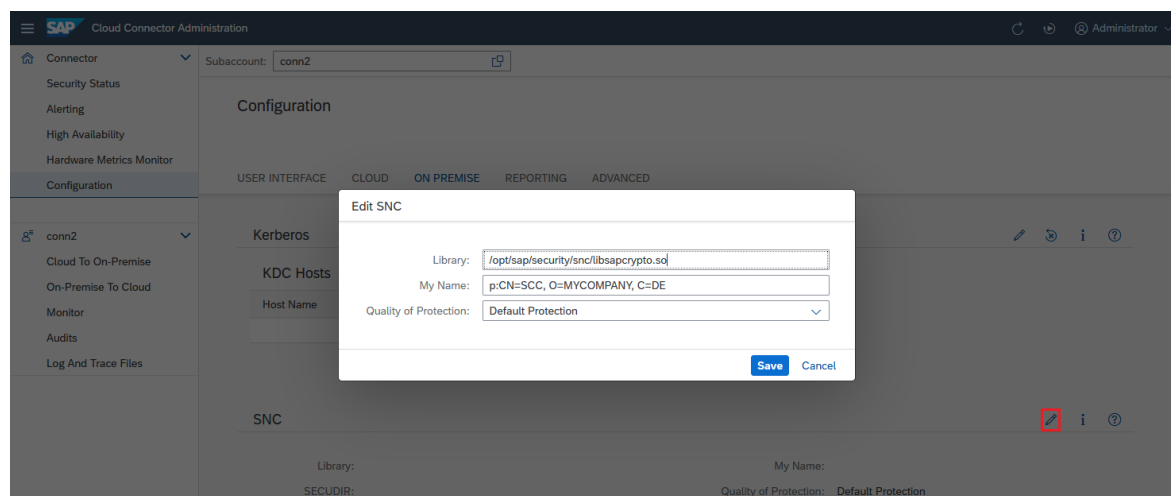 SAP Cloud Connector Administration Administrator
Connector
Security Status
Alerting
High Availability
Hardware Metrics Monitor
Configuration
conn2
Cloud To On-Premise
On-Premise To Cloud
Monitor
Audits
Log And Trace Files
Subaccount: conn2
Configuration
USER INTERFACE CLOUD ON PREMISE REPORTING ADVANCED
Kerberos
KDC Hosts
Host Name
Edit SNC
Library: /opt/sap/security/snc/libsapcrypto.so
My Name: p:CN=SCC, O=MYCOMPANY, C=DE
Quality of Protection: Default Protection
Save Cancel
SNC
Library: My Name:
SECUDIR: Quality of Protection: Default Protection